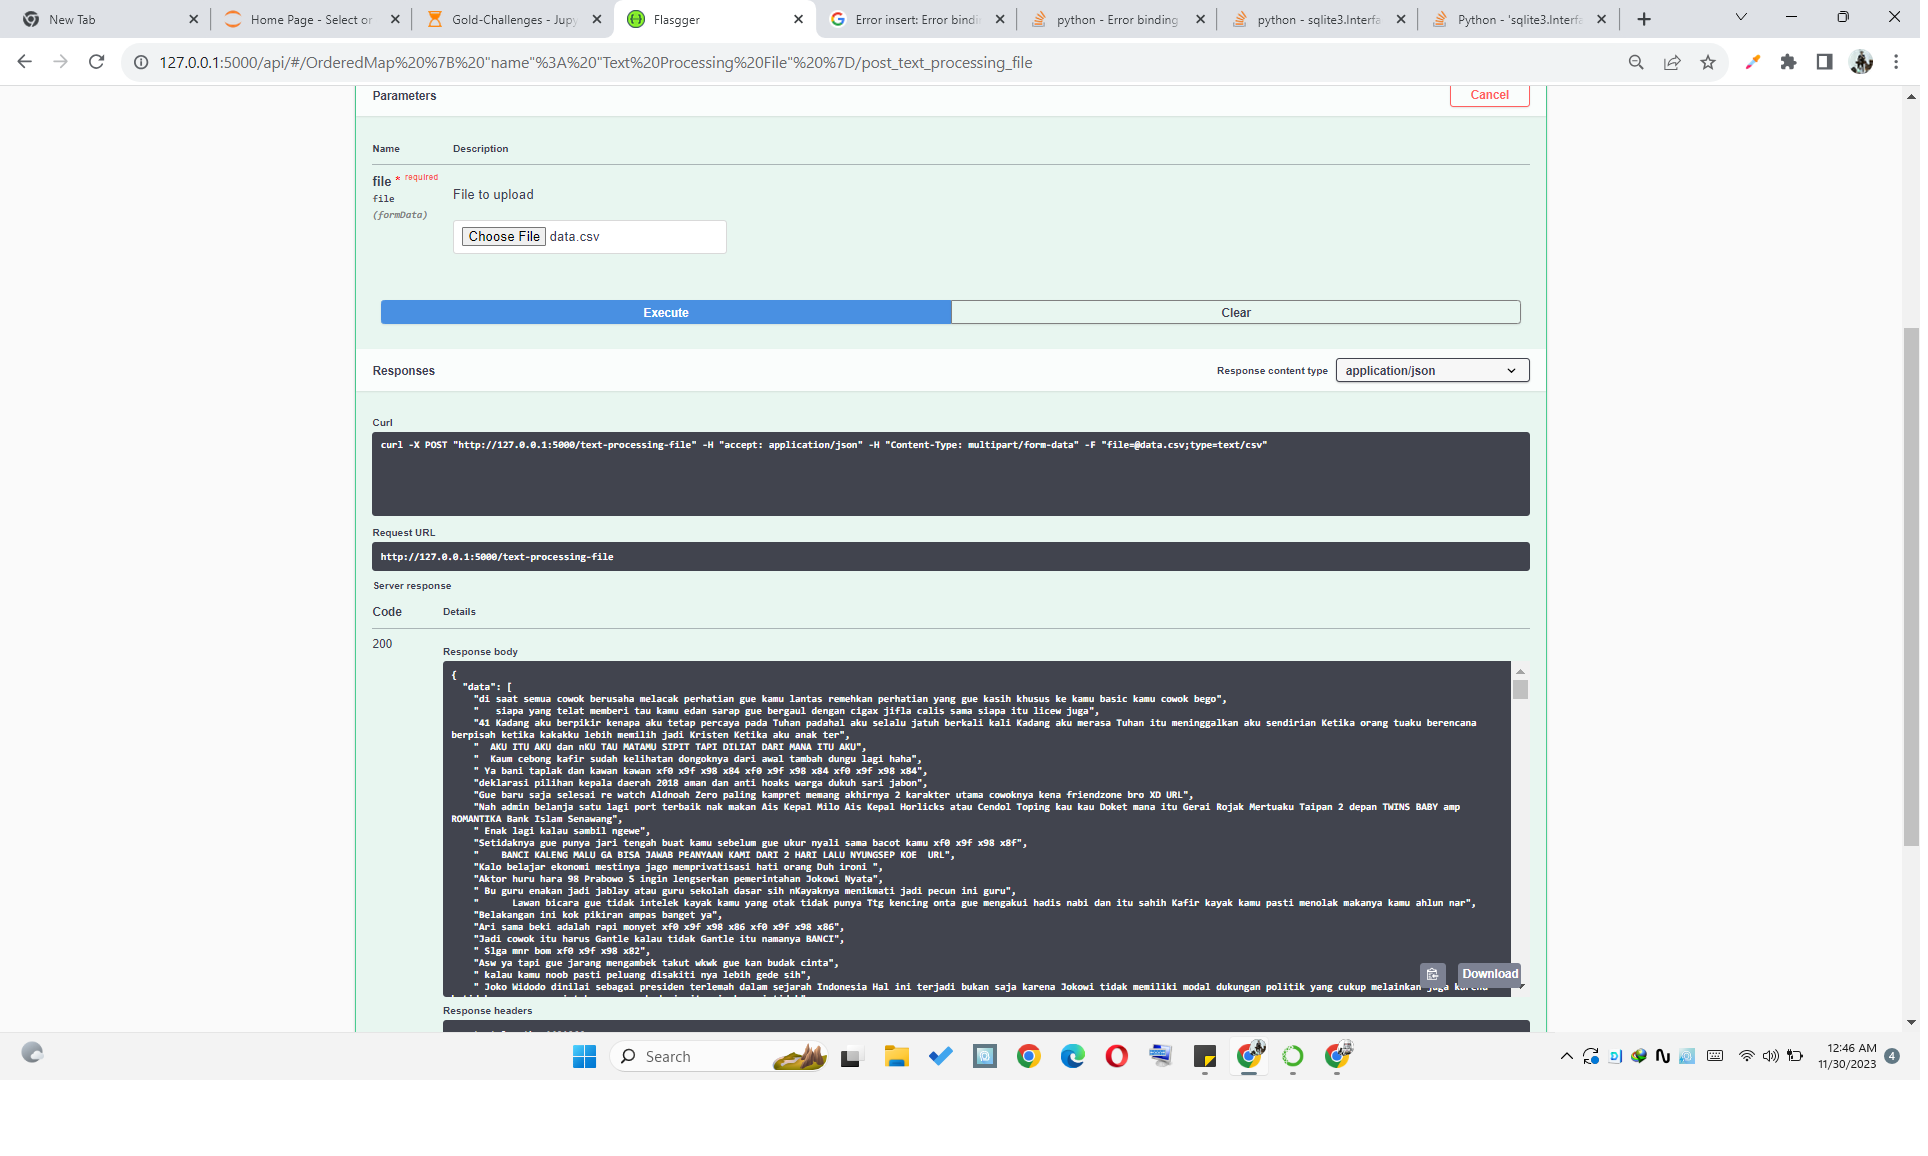 New Tab
Home Page - Select or
Gold-Challenges - Jupy
Flasgger
Error insert: Error bindi
python - Error binding
python - sqlite3.Interfa
Python - 'sqlite3.Interfa
127.0.0.1:5000/api/#/OrderedMap%20%7B%20"name"%3A%20"Text%20Processing%20File"%20%7D/post_text_processing_file
Parameters
Cancel
Name
Description
file * required
file
(formData)
File to upload
Choose File data.csv
Execute
Clear
Responses
Response content type
application/json
Curl
curl -X POST "http://127.0.0.1:5000/text-processing-file" -H "accept: application/json" -H "Content-Type: multipart/form-data" -F "file=@data.csv;type=text/csv"
Request URL
http://127.0.0.1:5000/text-processing-file
Server response
Code
Details
200
Response body
{
"data": [
"di saat semua cowok berusaha melacak perhatian gue kamu lantas remehkan perhatian yang gue kasih khusus ke kamu basic kamu cowok bego",
"   siapa yang telat memberi tau kamu edan sarap gue bergaul dengan cigax jifla calis sama siapa itu licew juga",
"41 Kadang aku berpikir kenapa aku tetap percaya pada Tuhan padahal aku selalu jatuh berkali kali Kadang aku merasa Tuhan itu meninggalkan aku sendirian Ketika orang tuaku berencana
berpisah ketika kakakku lebih memilih jadi Kristen Ketika aku anak ter",
"  AKU ITU AKU dan nKU TAU MATAMU SIPIT TAPI DILIAT DARI MANA ITU AKU",
"  Kaum cebong kafir sudah kelihatan dongoknya dari awal tambah dungu lagi haha",
" Ya bani taplak dan kawan kawan xf0 x9f x98 x84 xf0 x9f x98 x84 xf0 x9f x98 x84",
"deklarasi pilihan kepala daerah 2018 aman dan anti hoaks warga dukuh sari jabon",
"Gue baru saja selesai re watch Aldnoah Zero paling kampret memang akhirnya 2 karakter utama cowoknya kena friendzone bro XD URL",
"Nah admin belanja satu lagi port terbaik nak makan Ais Kepal Milo Ais Kepal Horlicks atau Cendol Toping kau kau Doket mana itu Gerai Rojak Mertuaku Taipan 2 depan TWINS BABY amp
ROMANTIKA Bank Islam Senawang",
" Enak lagi kalau sambil ngewe",
"Setidaknya gue punya jari tengah buat kamu sebelum gue ukur nyali sama bacot kamu xf0 x9f x98 x8f",
"    BANCI KALENG MALU GA BISA JAWAB PEANYAAN KAMI DARI 2 HARI LALU NYUNGSEP KOE  URL",
"Kalo belajar ekonomi mestinya jago memprivatisasi hati orang Duh ironi ",
"Aktor huru hara 98 Prabowo S ingin lengserkan pemerintahan Jokowi Nyata",
" Bu guru enakan jadi jablay atau guru sekolah dasar sih nKayaknya menikmati jadi pecun ini guru",
"      Lawan bicara gue tidak intelek kayak kamu yang otak tidak punya Ttg kencing onta gue mengakui hadis nabi dan itu sahih Kafir kayak kamu pasti menolak makanya kamu ahlun nar",
"Belakangan ini kok pikiran ampas banget ya",
"Ari sama beki adalah rapi monyet xf0 x9f x98 x86 xf0 x9f x98 x86",
"Jadi cowok itu harus Gantle kalau tidak Gantle itu namanya BANCI",
" Slga mnr bom xf0 x9f x98 x82",
"Asw ya tapi gue jarang mengambek takut wkwk gue kan budak cinta",
" kalau kamu noob pasti peluang disakiti nya lebih gede sih",
" Joko Widodo dinilai sebagai presiden terlemah dalam sejarah Indonesia Hal ini terjadi bukan saja karena Jokowi tidak memiliki modal dukungan politik yang cukup melainkan juga karena
Download
Response headers
Search
12:46 AM
11/30/2023
4